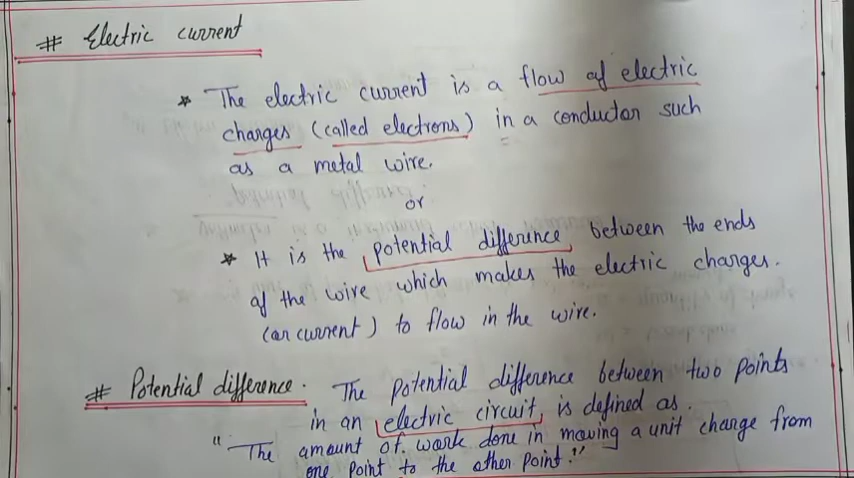 # Electric current
* The electric current is a flow of electric
charges (called electrons) in a conductor such
as a metal wire.
or
* It is the potential difference between the ends
of the wire which makes the electric charges.
(or current) to flow in the wire.
# Potential difference. The potential difference between two points
in an electric circuit, is defined as.
"The amount of work done in moving a unit charge from
one point to the other point."